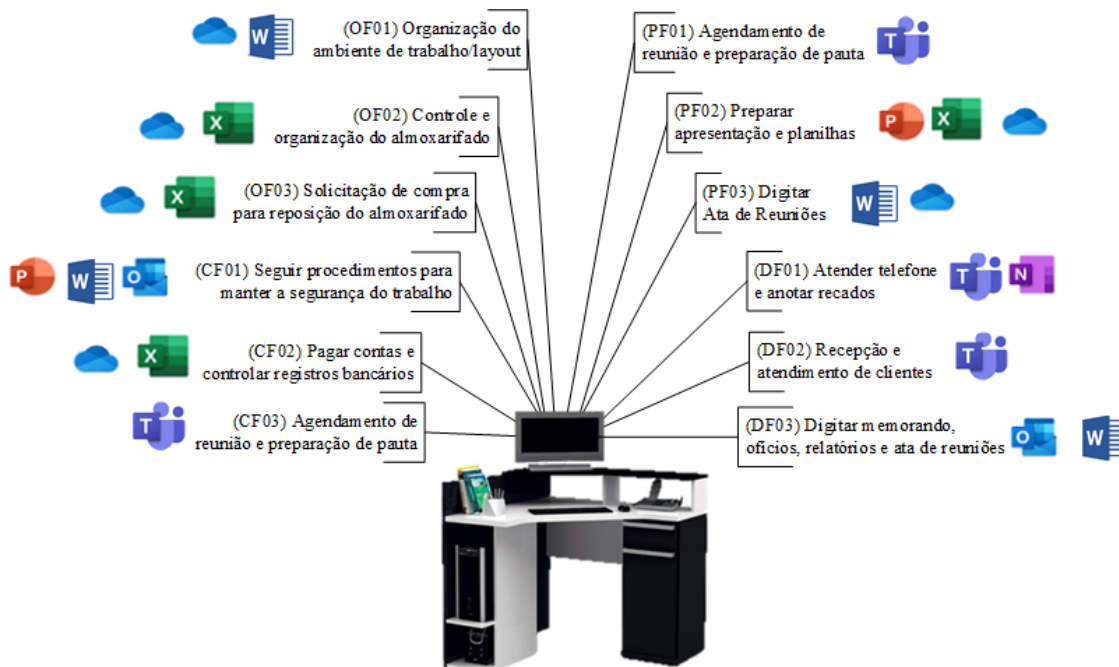 (OF01) Organização do
ambiente de trabalho/layout
W
(OF02) Controle e
organização do almoxarifado
X
(OF03) Solicitação de compra
para reposição do almoxarifado
X
(CF01) Seguir procedimentos para
manter a segurança do trabalho
P
W
O
(CF02) Pagar contas e
controlar registros bancários
X
(CF03) Agendamento de
reunião e preparação de pauta
T
(PF01) Agendamento de
reunião e preparação de pauta
T
(PF02) Preparar
apresentação e planilhas
P
X
(PF03) Digitar
Ata de Reuniões
W
(DF01) Atender telefone
e anotar recados
T
N
(DF02) Recepção e
atendimento de clientes
T
(DF03) Digitar memorando,
ofícios, relatórios e ata de reuniões
O
W